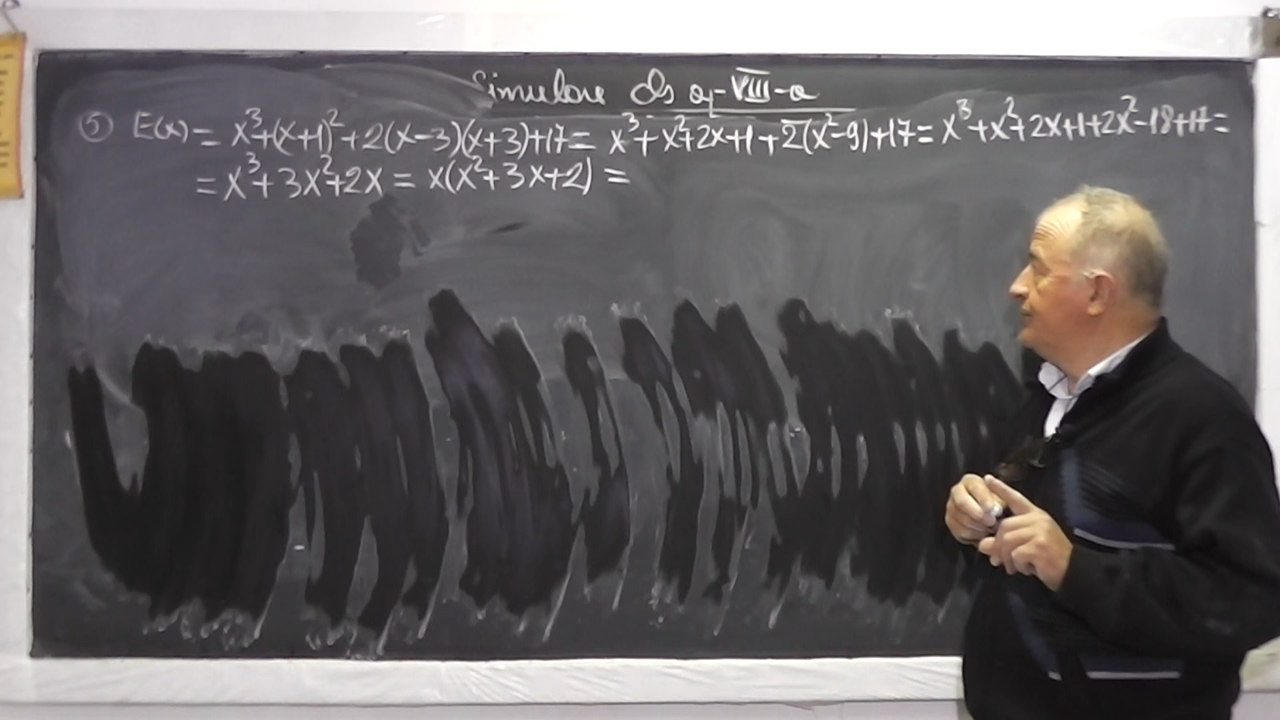 Simulare cls a-VIII-a
⑤ E(x) = x³+(x+1)²+2(x-3)(x+3)+17 = x³+x²+2x+1+2(x²-9)+17 = x³+x²+2x+1+2x²-18+17 =
= x³+3x²+2x = x(x²+3x+2) =